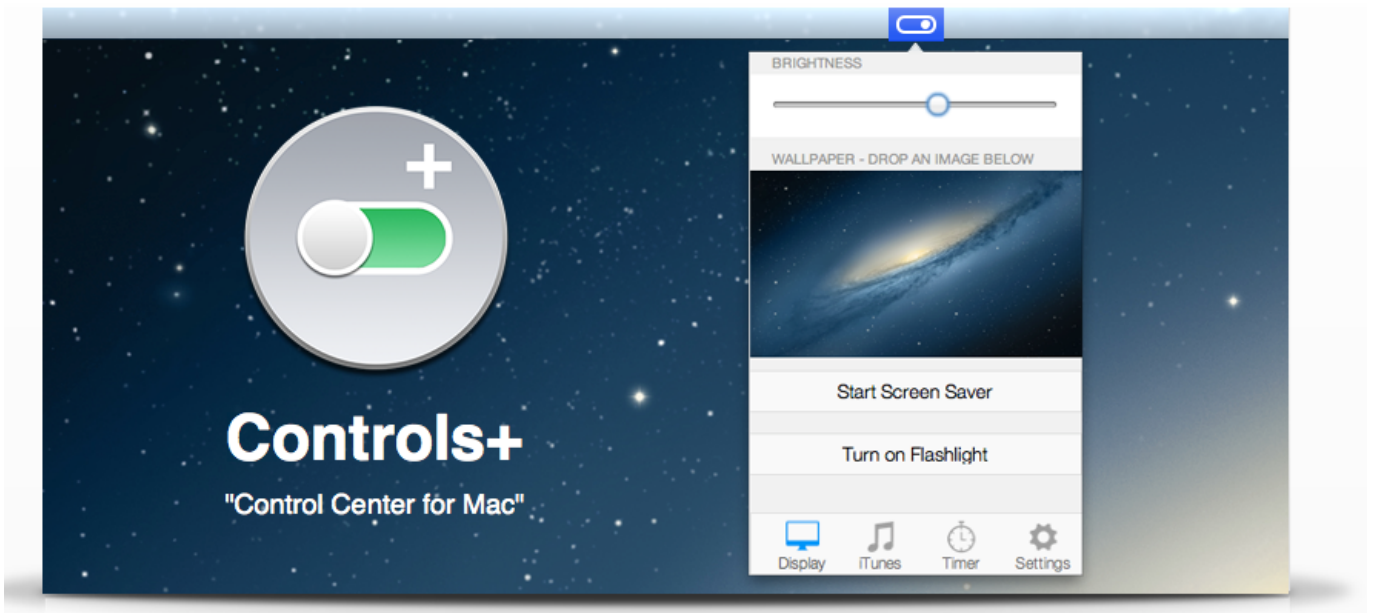 BRIGHTNESS
WALLPAPER - DROP AN IMAGE BELOW
Start Screen Saver
Turn on Flashlight
Display iTunes Timer Settings
Controls+
"Control Center for Mac"